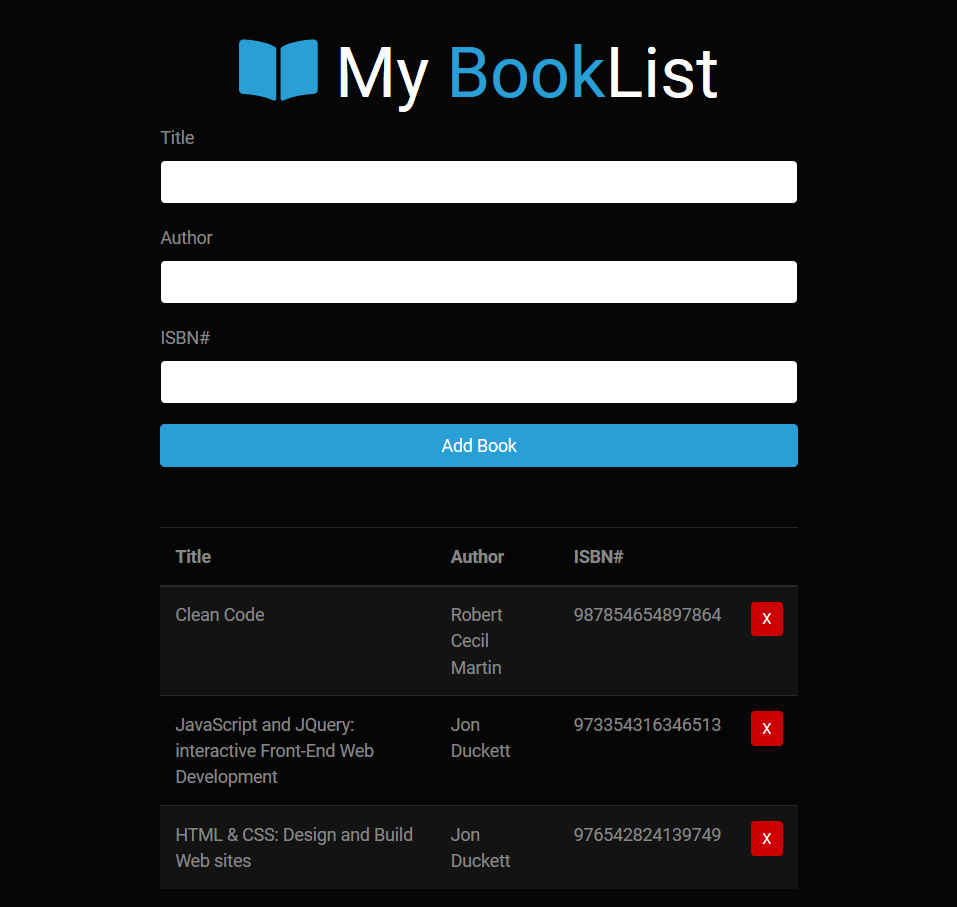 My BookList
Title
Author
ISBN#
Add Book
Title Author ISBN#
Clean Code Robert Cecil Martin 987854654897864 X
JavaScript and JQuery: interactive Front-End Web Development Jon Duckett 973354316346513 X
HTML & CSS: Design and Build Web sites Jon Duckett 976542824139749 X